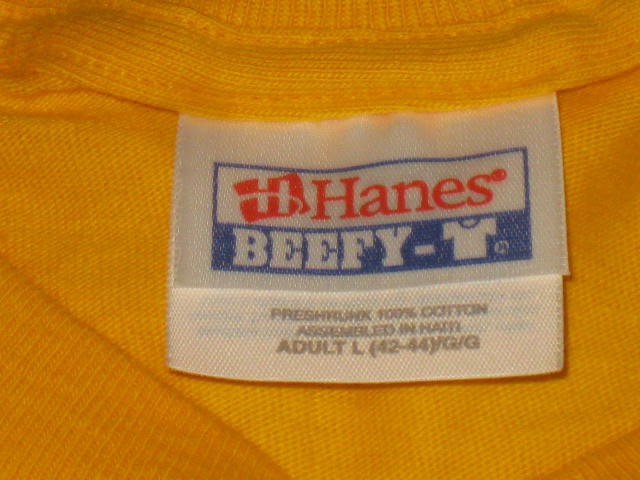 Hanes®
BEEFY-T®
PRESHRUNK 100% COTTON
ASSEMBLED IN HAITI
ADULT L (42-44)/G/G